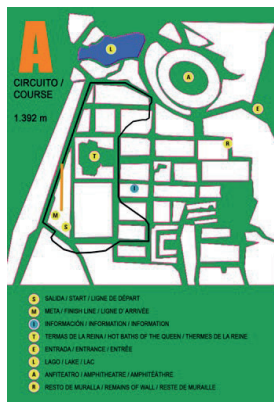 A
CIRCUITO /
COURSE
1.392 m
L
A
E
R
T
E
M
S
S SALIDA / START / LIGNE DE DÉPART
M META / FINISH LINE / LIGNE D' ARRIVÉE
E INFORMACIÓN / INFORMATION / INFORMATION
T TERMAS DE LA REINA / HOT BATHS OF THE QUEEN / THERMES DE LA REINE
E ENTRADA / ENTRANCE / ENTRÉE
L LAGO / LAKE / LAC
A ANFITEATRO / AMPHITHEATRE / AMPHITÉÂTHRE
R RESTO DE MURALLA / REMAINS OF WALL / RESTE DE MURAILLE